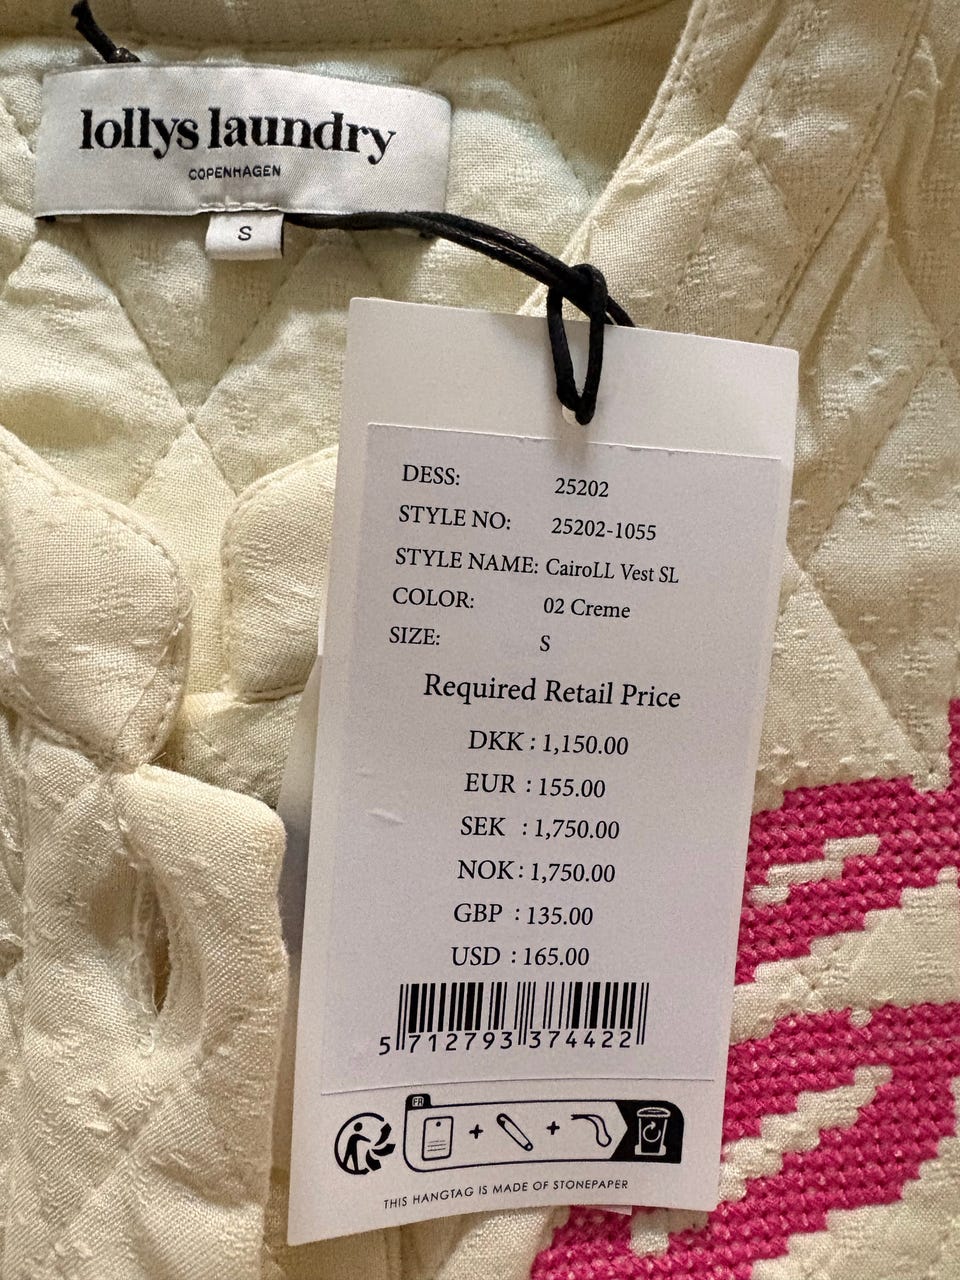 lollys laundry
COPENHAGEN
S
DESS: 25202
STYLE NO: 25202-1055
STYLE NAME: CairoLL Vest SL
COLOR: 02 Creme
SIZE: S
Required Retail Price
DKK : 1,150.00
EUR : 155.00
SEK : 1,750.00
NOK : 1,750.00
GBP : 135.00
USD : 165.00
5 712793 374422
FR
THIS HANGTAG IS MADE OF STONEPAPER